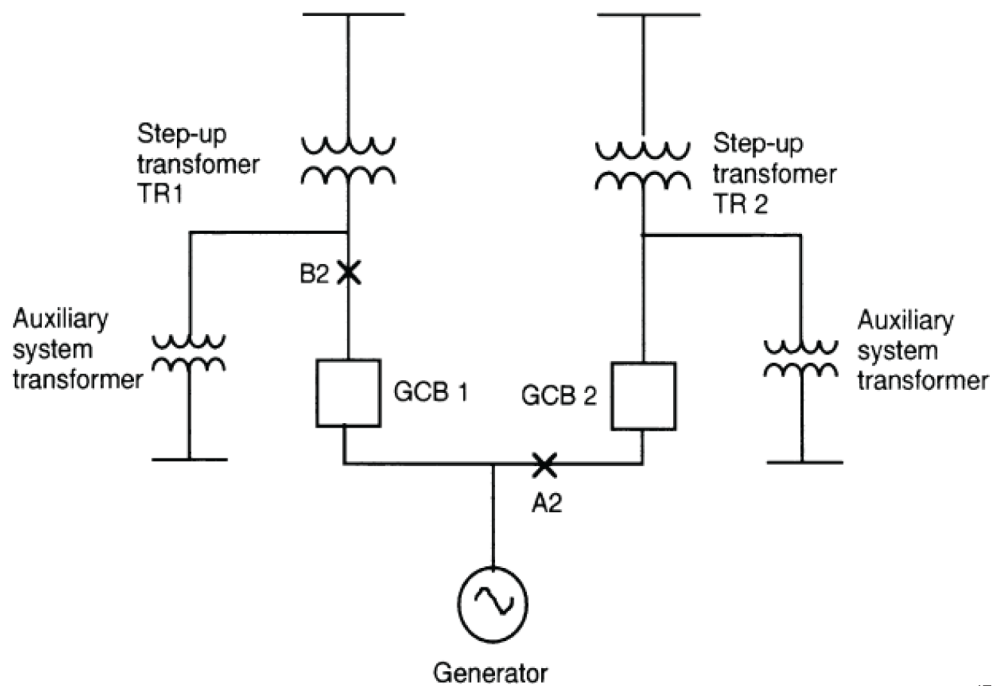 Step-up
transfomer
TR1
Step-up
transfomer
TR 2
B2
Auxiliary
system
transformer
GCB 1
GCB 2
Auxiliary
system
transformer
A2
Generator